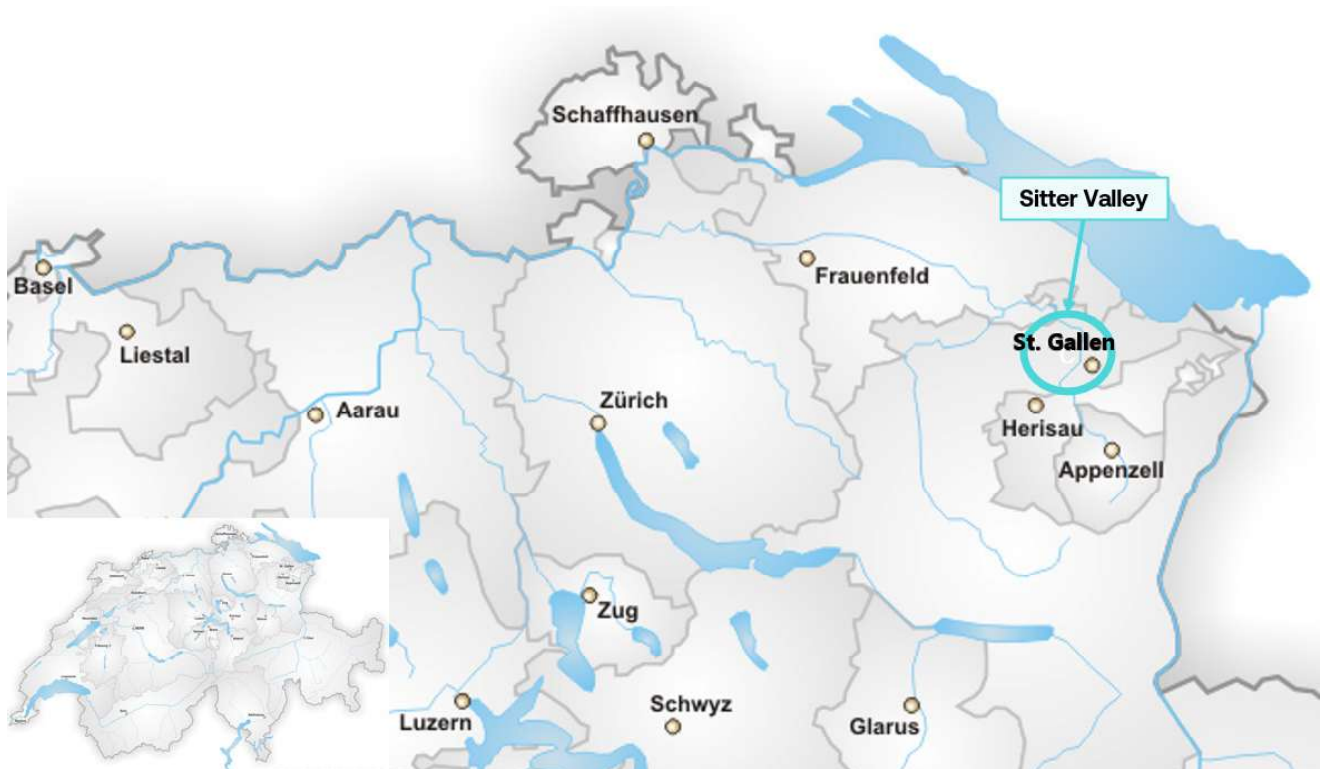 Schaffhausen
Sitter Valley
Frauenfeld
Basel
Liestal
St. Gallen
Zürich
Aarau
Herisau
Appenzell
Zug
Luzern
Schwyz
Glarus